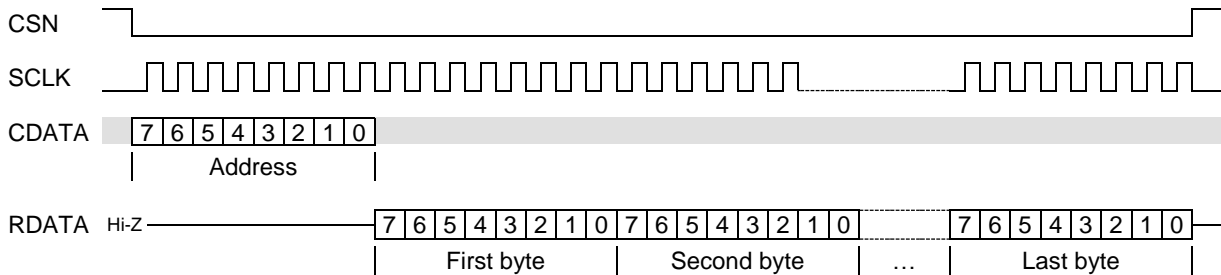 CSN
SCLK
CDATA 7 6 5 4 3 2 1 0
Address
RDATA Hi-Z 7 6 5 4 3 2 1 0 7 6 5 4 3 2 1 0 7 6 5 4 3 2 1 0
First byte Second byte … Last byte